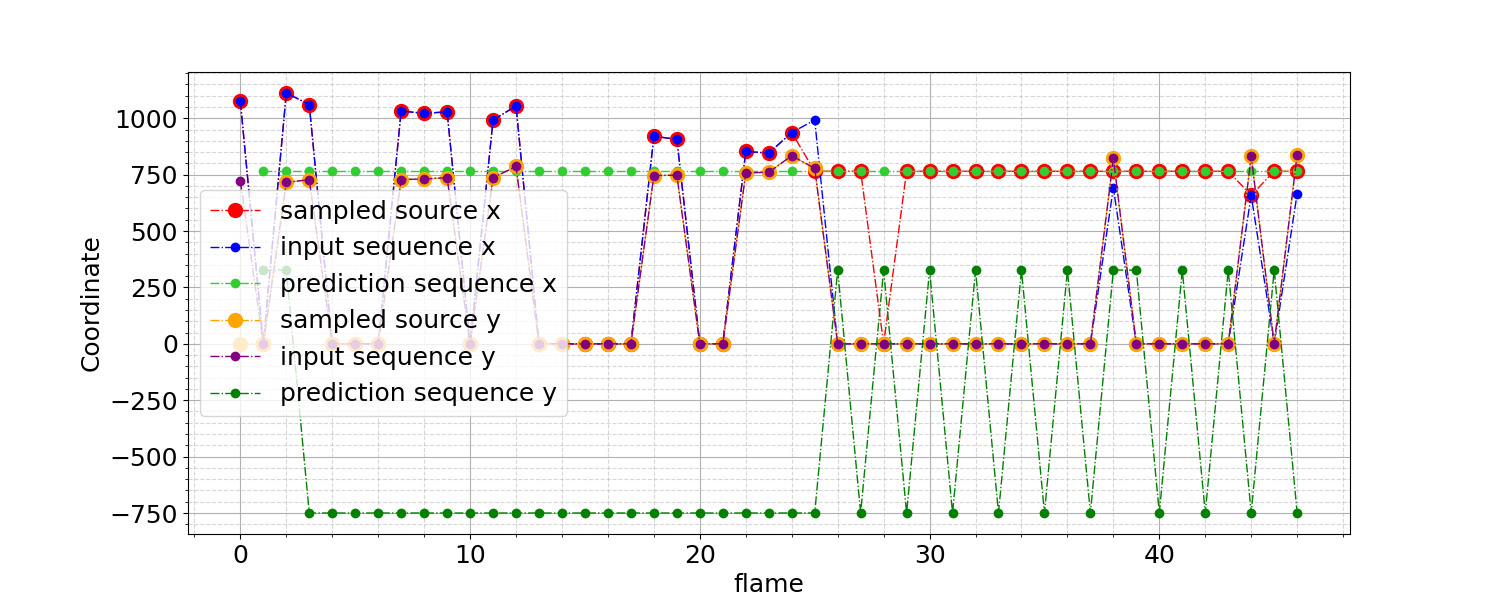 1000
750
500
250
0
−250
−500
−750
Coordinate
sampled source x
input sequence x
prediction sequence x
sampled source y
input sequence y
prediction sequence y
0 10 20 30 40
flame